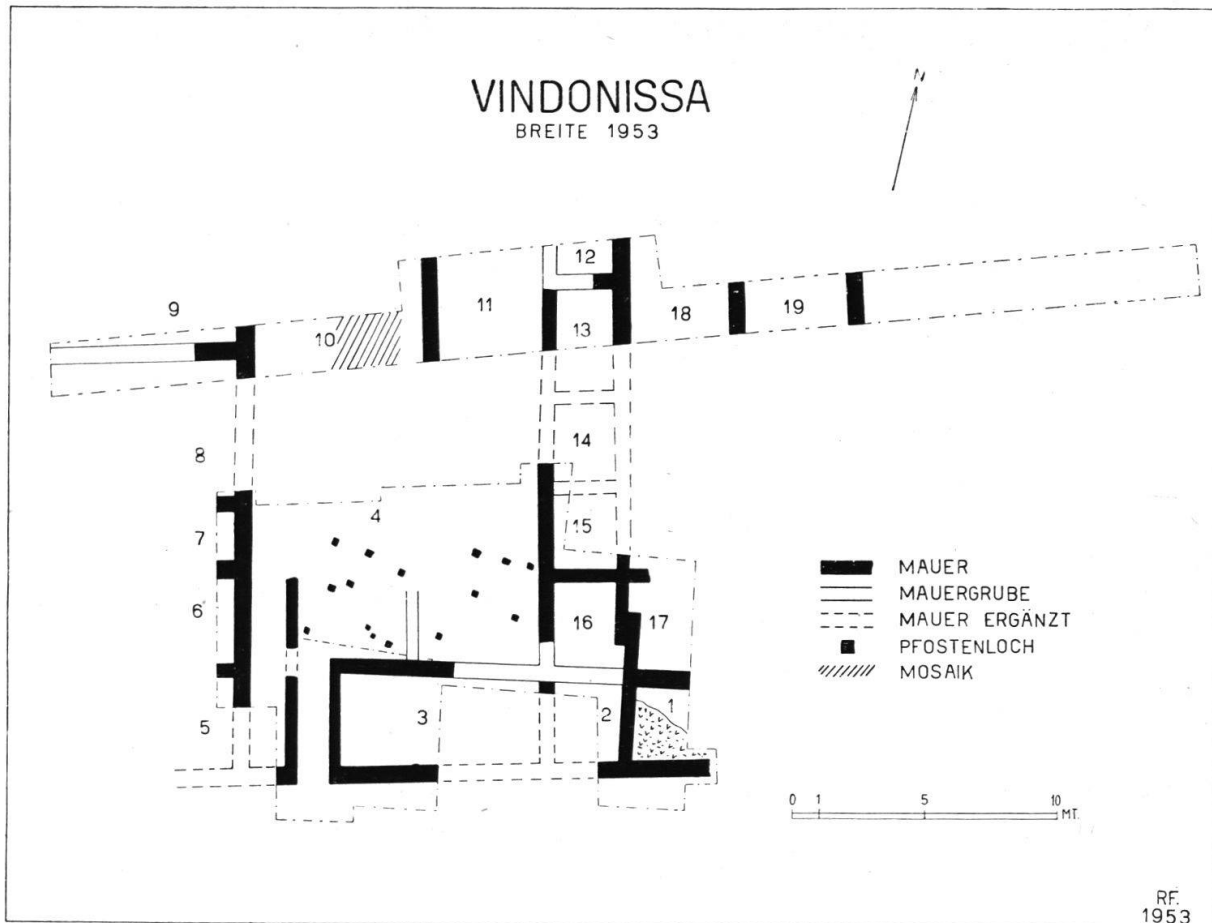 VINDONISSA
BREITE 1953
N
12
11
9
18
19
13
10
14
8
4
15
7
6
16
17
1
2
3
5
MAUER
MAUERGRUBE
MAUER ERGÄNZT
PFOSTENLOCH
MOSAIK
0 1 5 10
MT.
RF.
1953